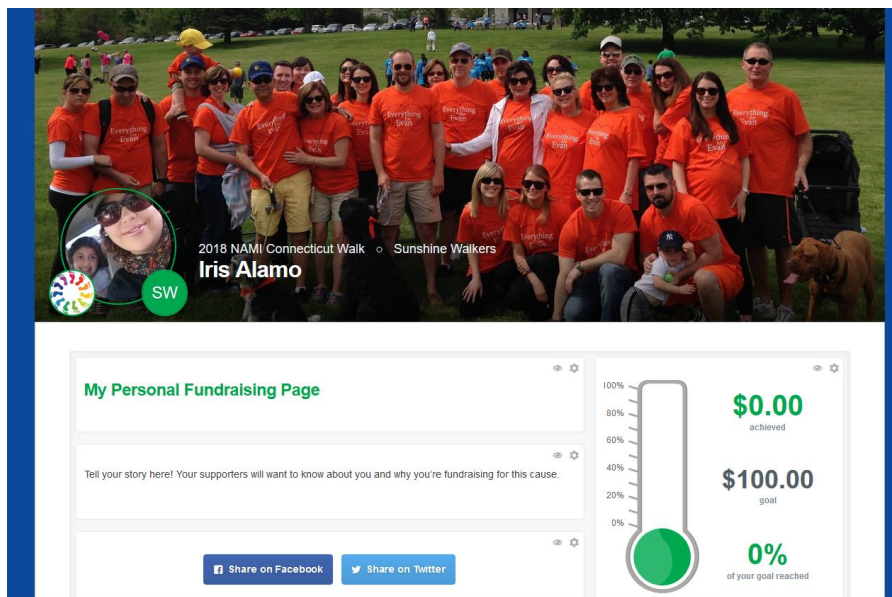 Everything
Evan
Everything
Evan
Everything
Evan
Everything
Evan
Everything
Evan
Everything
Everything
2018 NAMI Connecticut Walk ○ Sunshine Walkers
Iris Alamo
SW
My Personal Fundraising Page
Tell your story here! Your supporters will want to know about you and why you're fundraising for this cause.
Share on Facebook
Share on Twitter
100%
80%
60%
40%
20%
0%
$0.00
achieved
$100.00
goal
0%
of your goal reached